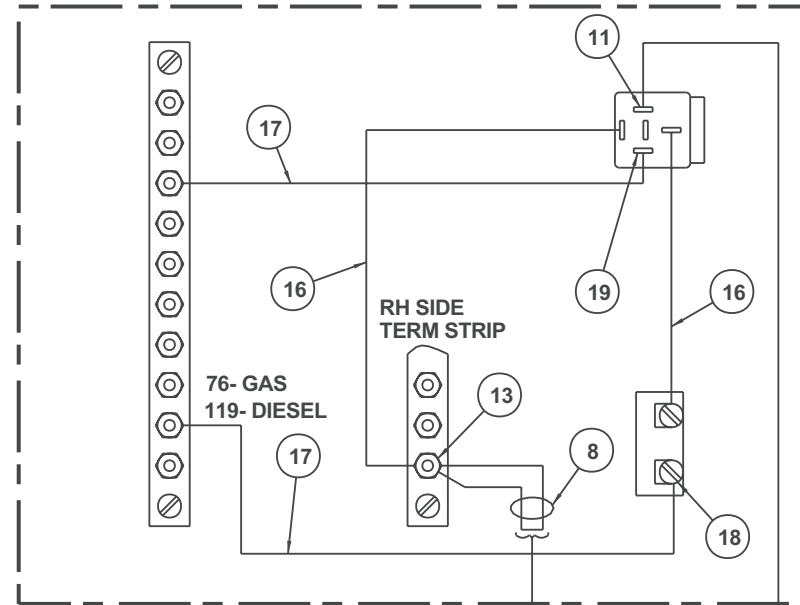 11
17
16
19
16
RH SIDE
TERM STRIP
76- GAS
119- DIESEL
13
17
8
18